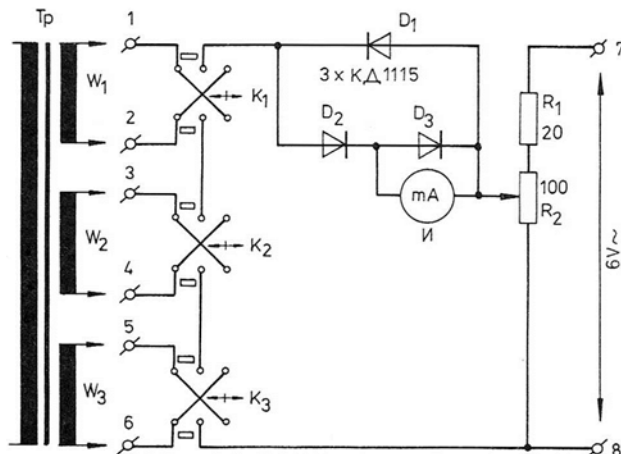 Tp
1
W₁
2
3
W₂
4
5
W₃
6
K₁
K₂
K₃
D₁
3 x КД1115
D₂
D₃
mA
И
7
R₁
20
100
R₂
6V~
8